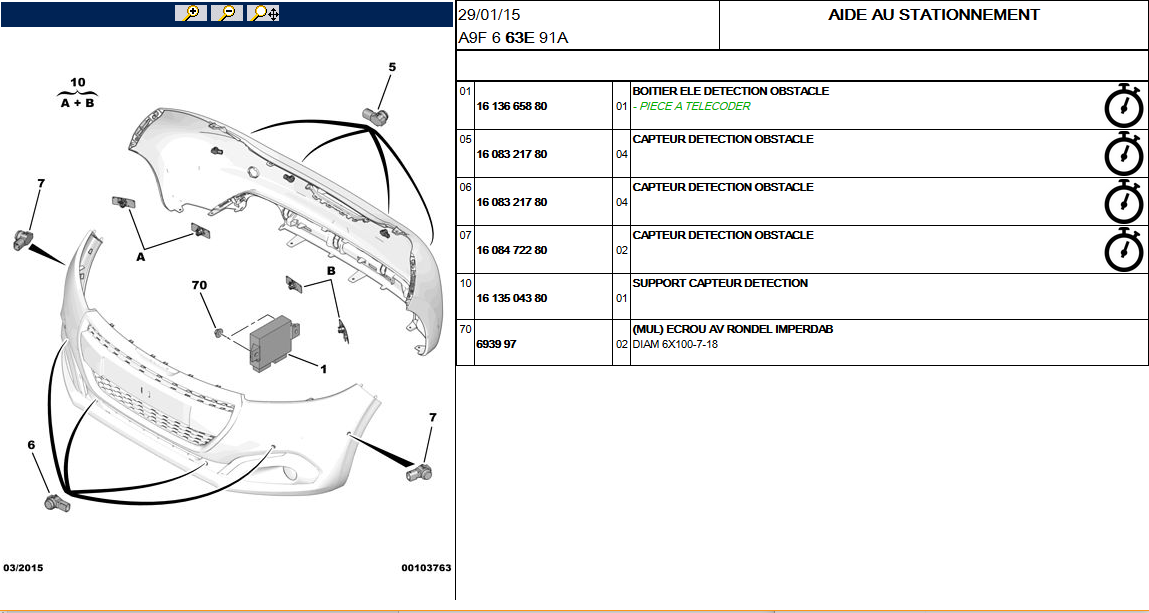 29/01/15
AIDE AU STATIONNEMENT
A9F 6 63E 91A
10
A + B
5
7
A
B
70
1
7
6
03/2015
00103763
01
BOITIER ELE DETECTION OBSTACLE
16 136 658 80
01
- PIECE A TELECODER
05
CAPTEUR DETECTION OBSTACLE
16 083 217 80
04
06
CAPTEUR DETECTION OBSTACLE
16 083 217 80
04
07
CAPTEUR DETECTION OBSTACLE
16 084 722 80
02
10
SUPPORT CAPTEUR DETECTION
16 135 043 80
01
70
(MUL) ECROU AV RONDEL IMPERDAB
6939 97
02
DIAM 6X100-7-18